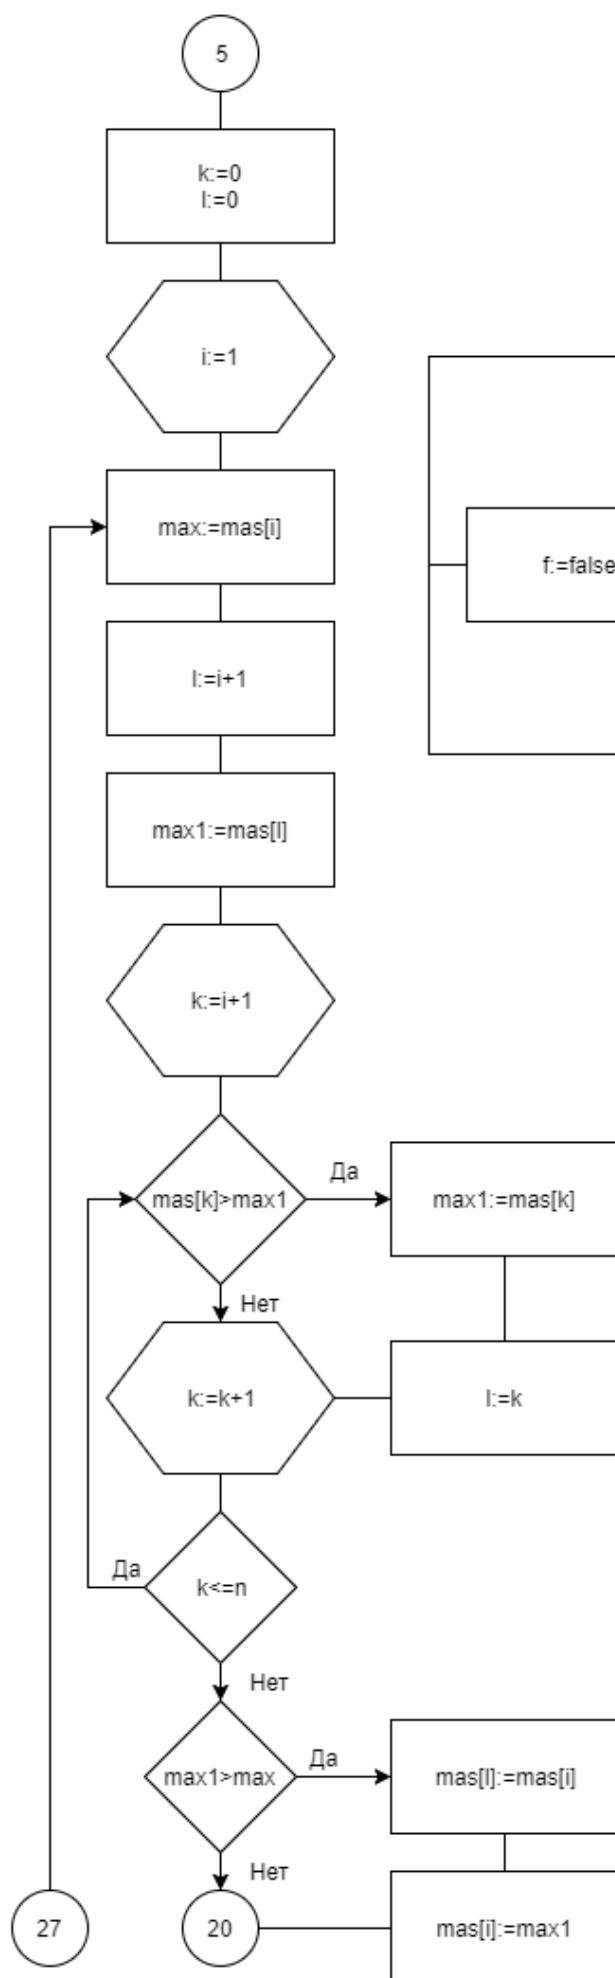 5
k:=0
l:=0
i:=1
max:=mas[i]
f:=false
l:=i+1
max1:=mas[l]
k:=i+1
mas[k]>max1
Да
max1:=mas[k]
Нет
k:=k+1
l:=k
Да
k<=n
Нет
max1>max
Да
mas[l]:=mas[i]
Нет
27
20
mas[i]:=max1